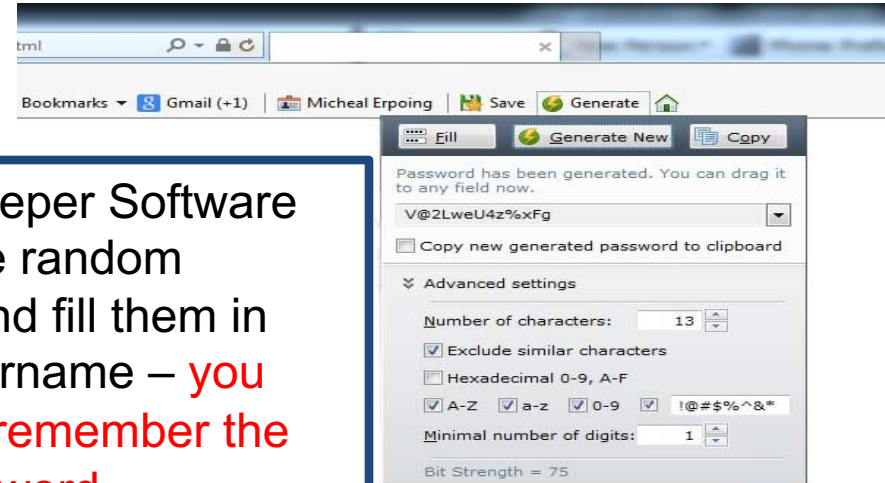 tml
Bookmarks Gmail (+1) Micheal Erpoing Save Generate
Fill Generate New Copy
Password has been generated. You can drag it
to any field now.
V@2LweU4z%xFg
Copy new generated password to clipboard
Advanced settings
Number of characters: 13
Exclude similar characters
Hexadecimal 0-9, A-F
A-Z a-z 0-9 !@#$%^&*
Minimal number of digits: 1
Bit Strength = 75
eper Software
e random
nd fill them in
rname – you
remember the